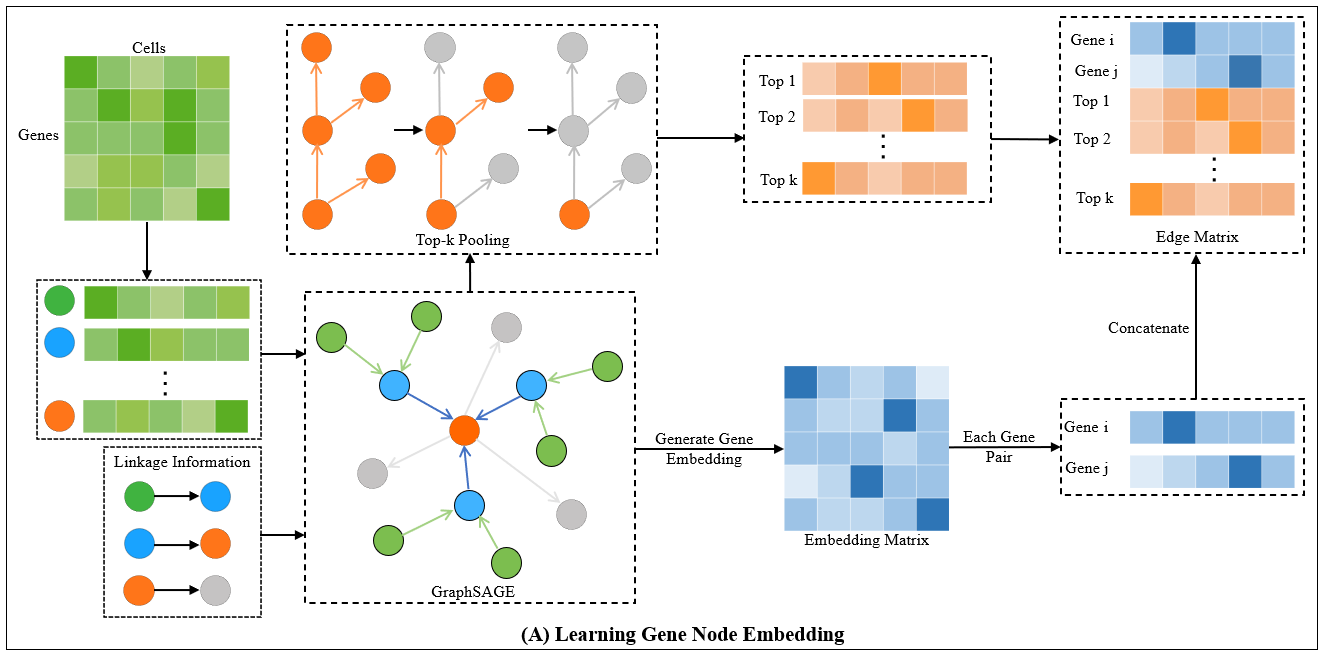 Cells
Genes
Top-k Pooling
Top 1
Top 2
Top k
Gene i
Gene j
Top 1
Top 2
Top k
Edge Matrix
Linkage Information
GraphSAGE
Generate Gene
Embedding
Embedding Matrix
Each Gene
Pair
Concatenate
Gene i
Gene j
(A) Learning Gene Node Embedding